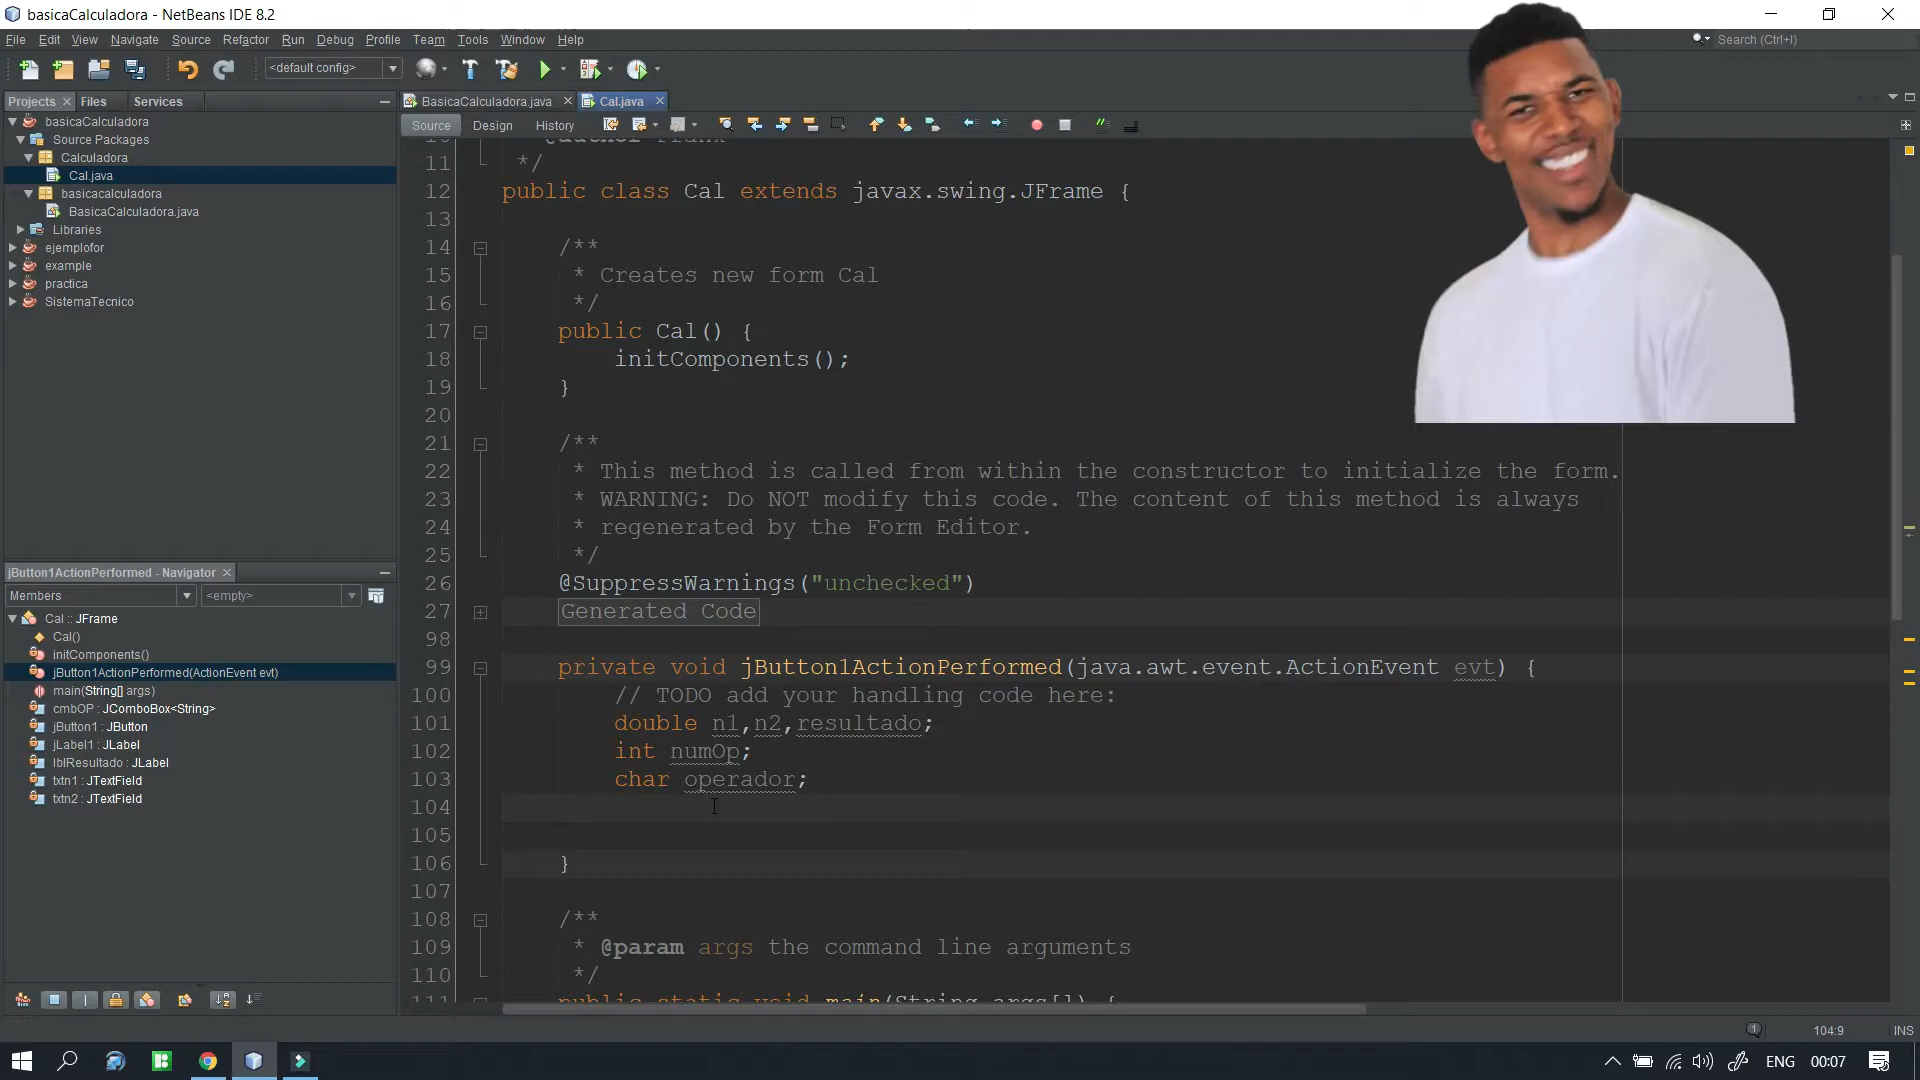 basicaCalculadora - NetBeans IDE 8.2
File Edit View Navigate Source Refactor Run Debug Profile Team Tools Window Help
Search (Ctrl+I)
<default config>
Projects Files Services
BasicaCalculadora.java Cal.java
Source Design History
basicaCalculadora
Source Packages
Calculadora
Cal.java
basicacalculadora
BasicaCalculadora.java
Libraries
ejemplofor
example
practica
SistemaTecnico
jButton1ActionPerformed - Navigator
Members <empty>
Cal :: JFrame
Cal()
initComponents()
jButton1ActionPerformed(ActionEvent evt)
main(String[] args)
cmbOP : JComboBox<String>
jButton1 : JButton
jLabel1 : JLabel
lblResultado : JLabel
txtn1 : JTextField
txtn2 : JTextField
11 */
12 public class Cal extends javax.swing.JFrame {
13
14 /**
15 * Creates new form Cal
16 */
17 public Cal() {
18 initComponents();
19 }
20
21 /**
22 * This method is called from within the constructor to initialize the form.
23 * WARNING: Do NOT modify this code. The content of this method is always
24 * regenerated by the Form Editor.
25 */
26 @SuppressWarnings("unchecked")
27 Generated Code
98
99 private void jButton1ActionPerformed(java.awt.event.ActionEvent evt) {
100 // TODO add your handling code here:
101 double n1,n2,resultado;
102 int numOp;
103 char operador;
104
105
106 }
107
108 /**
109 * @param args the command line arguments
110 */
111 public static void main(String args[]) {
1 104:9 INS
ENG 00:07